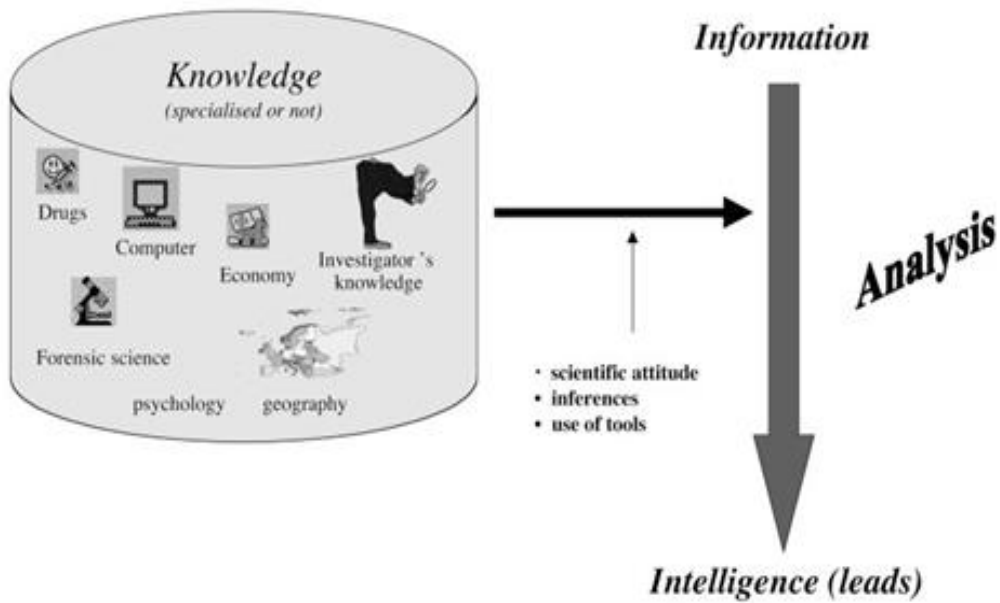 Knowledge
(specialised or not)
Drugs
Computer
Economy
Investigator 's
knowledge
Forensic science
psychology geography
• scientific attitude
• inferences
• use of tools
Information
Analysis
Intelligence (leads)